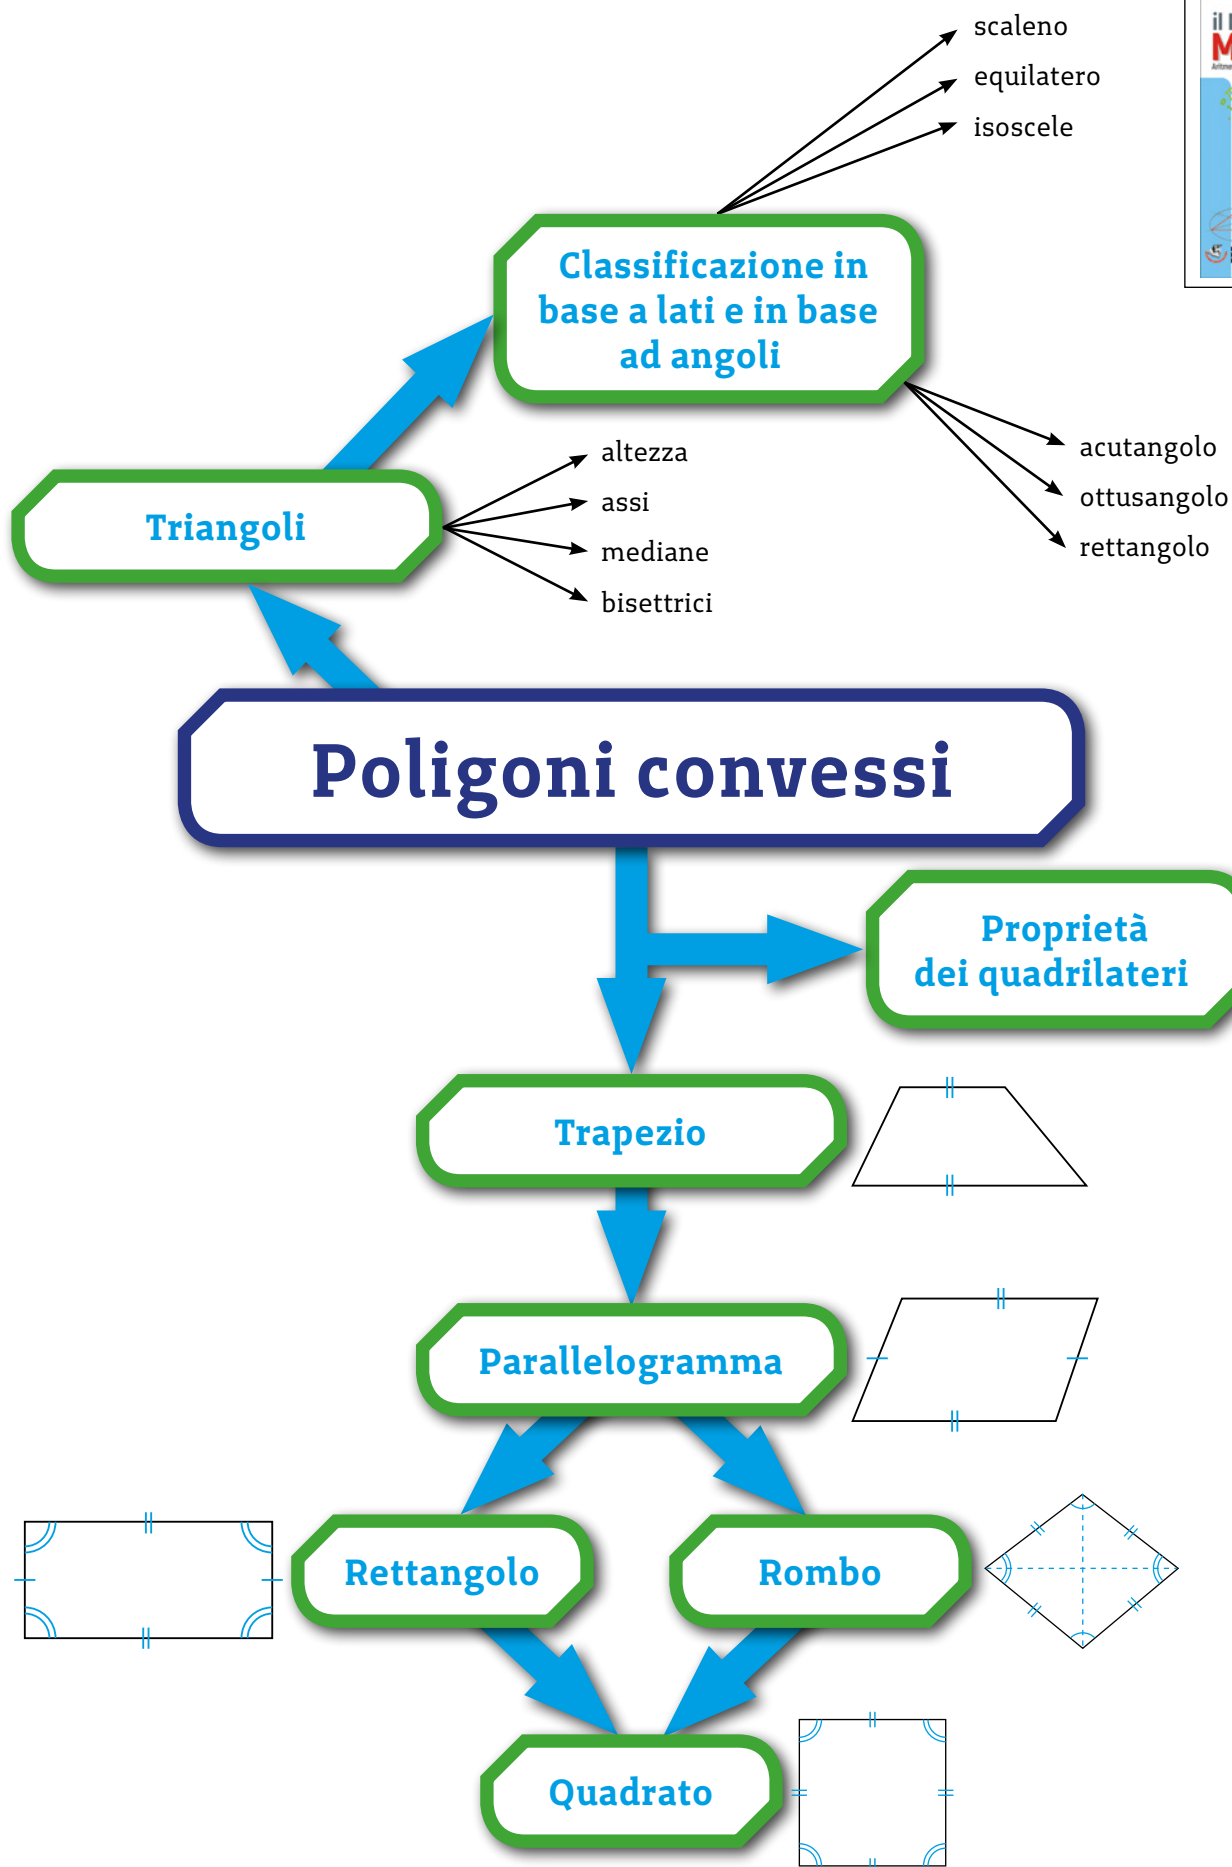 scaleno
equilatero
isoscele
Classificazione in
base a lati e in base
ad angoli
acutangolo
ottusangolo
rettangolo
altezza
assi
mediane
bisettrici
Triangoli
Poligoni convessi
Proprietà
dei quadrilateri
Trapezio
Parallelogramma
Rettangolo
Rombo
Quadrato